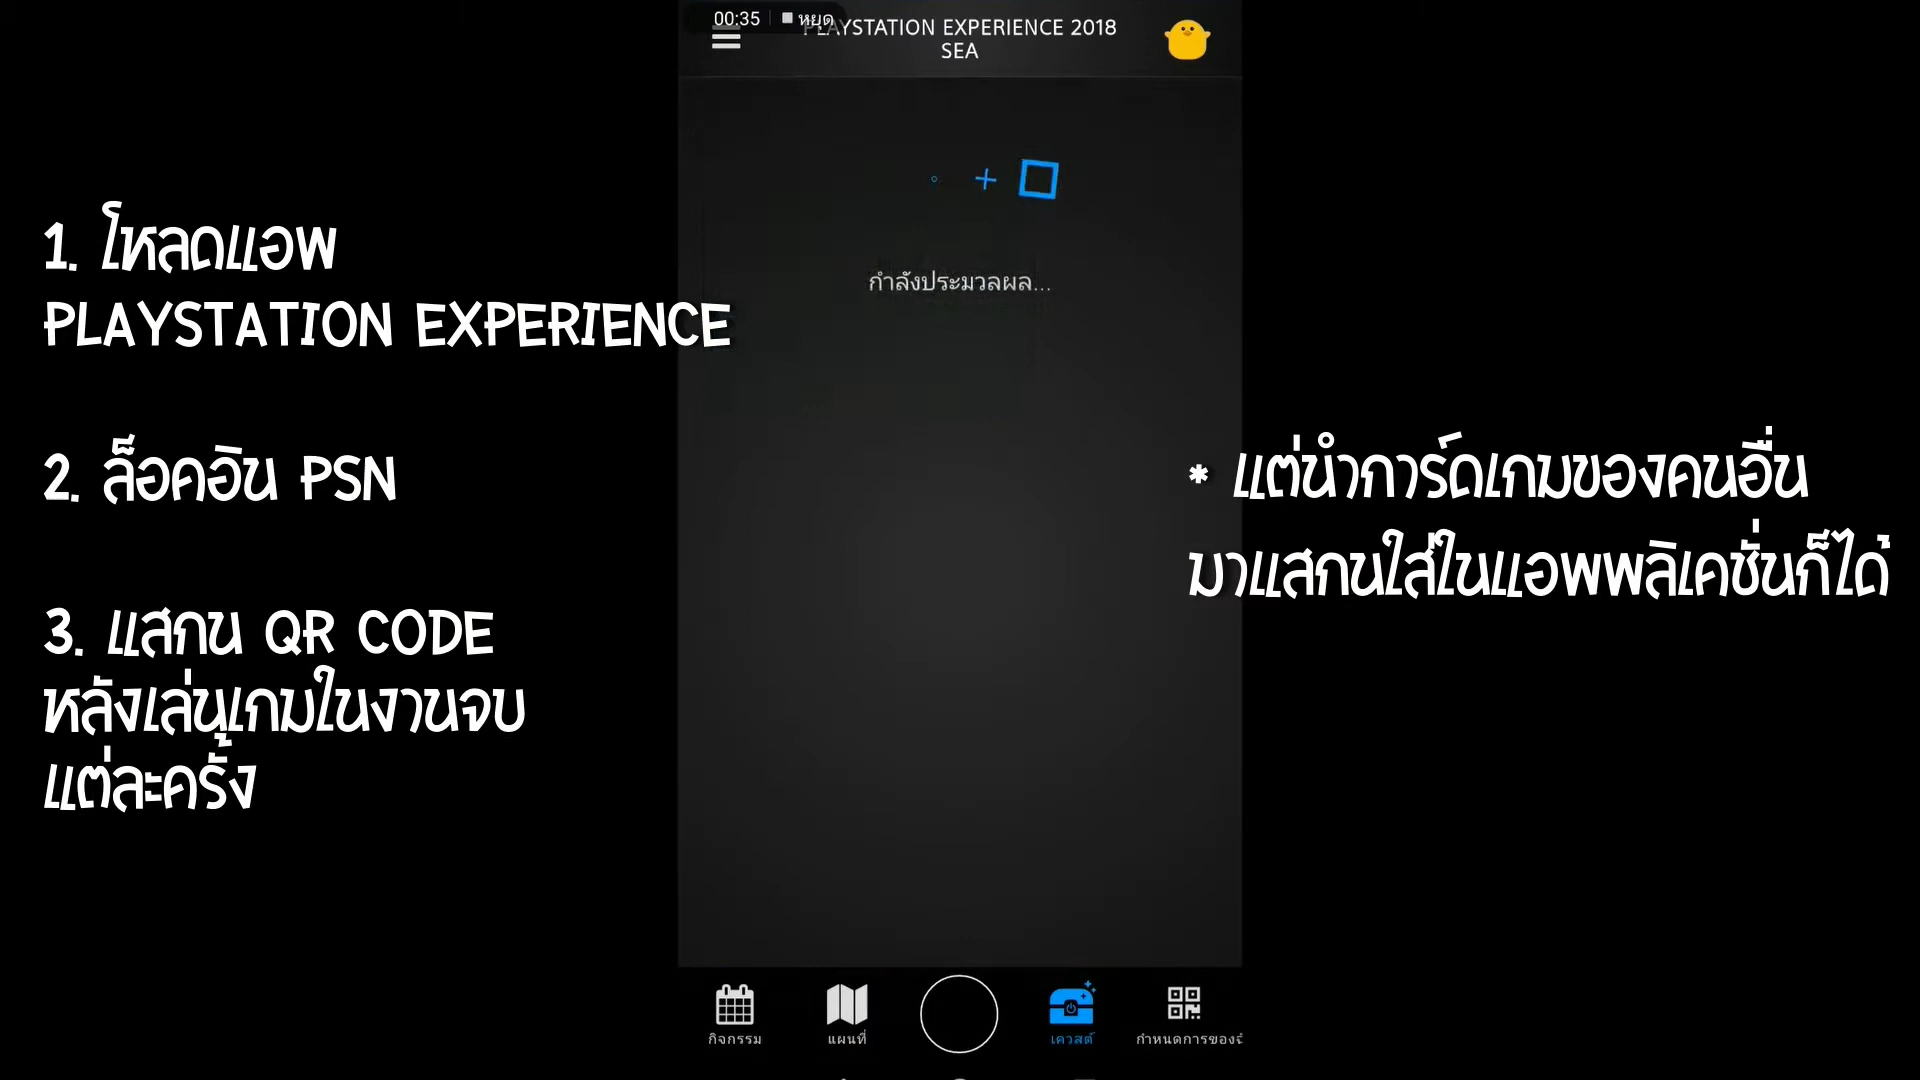 00:35 หยุด
PLAYSTATION EXPERIENCE 2018
SEA
กำลังประมวลผล...
1. โหลดแอพ
PLAYSTATION EXPERIENCE
2. ล็อคอิน PSN
3. แสกน QR CODE
หลังเล่นเกมในงานจบ
แต่ละครั้ง
* แต่นำการ์ดเกมของคนอื่น
มาแสกนใส่ในแอพพลิเคชั่นก็ได้
กิจกรรม
แผนที่
เควสต์
กำหนดการของ